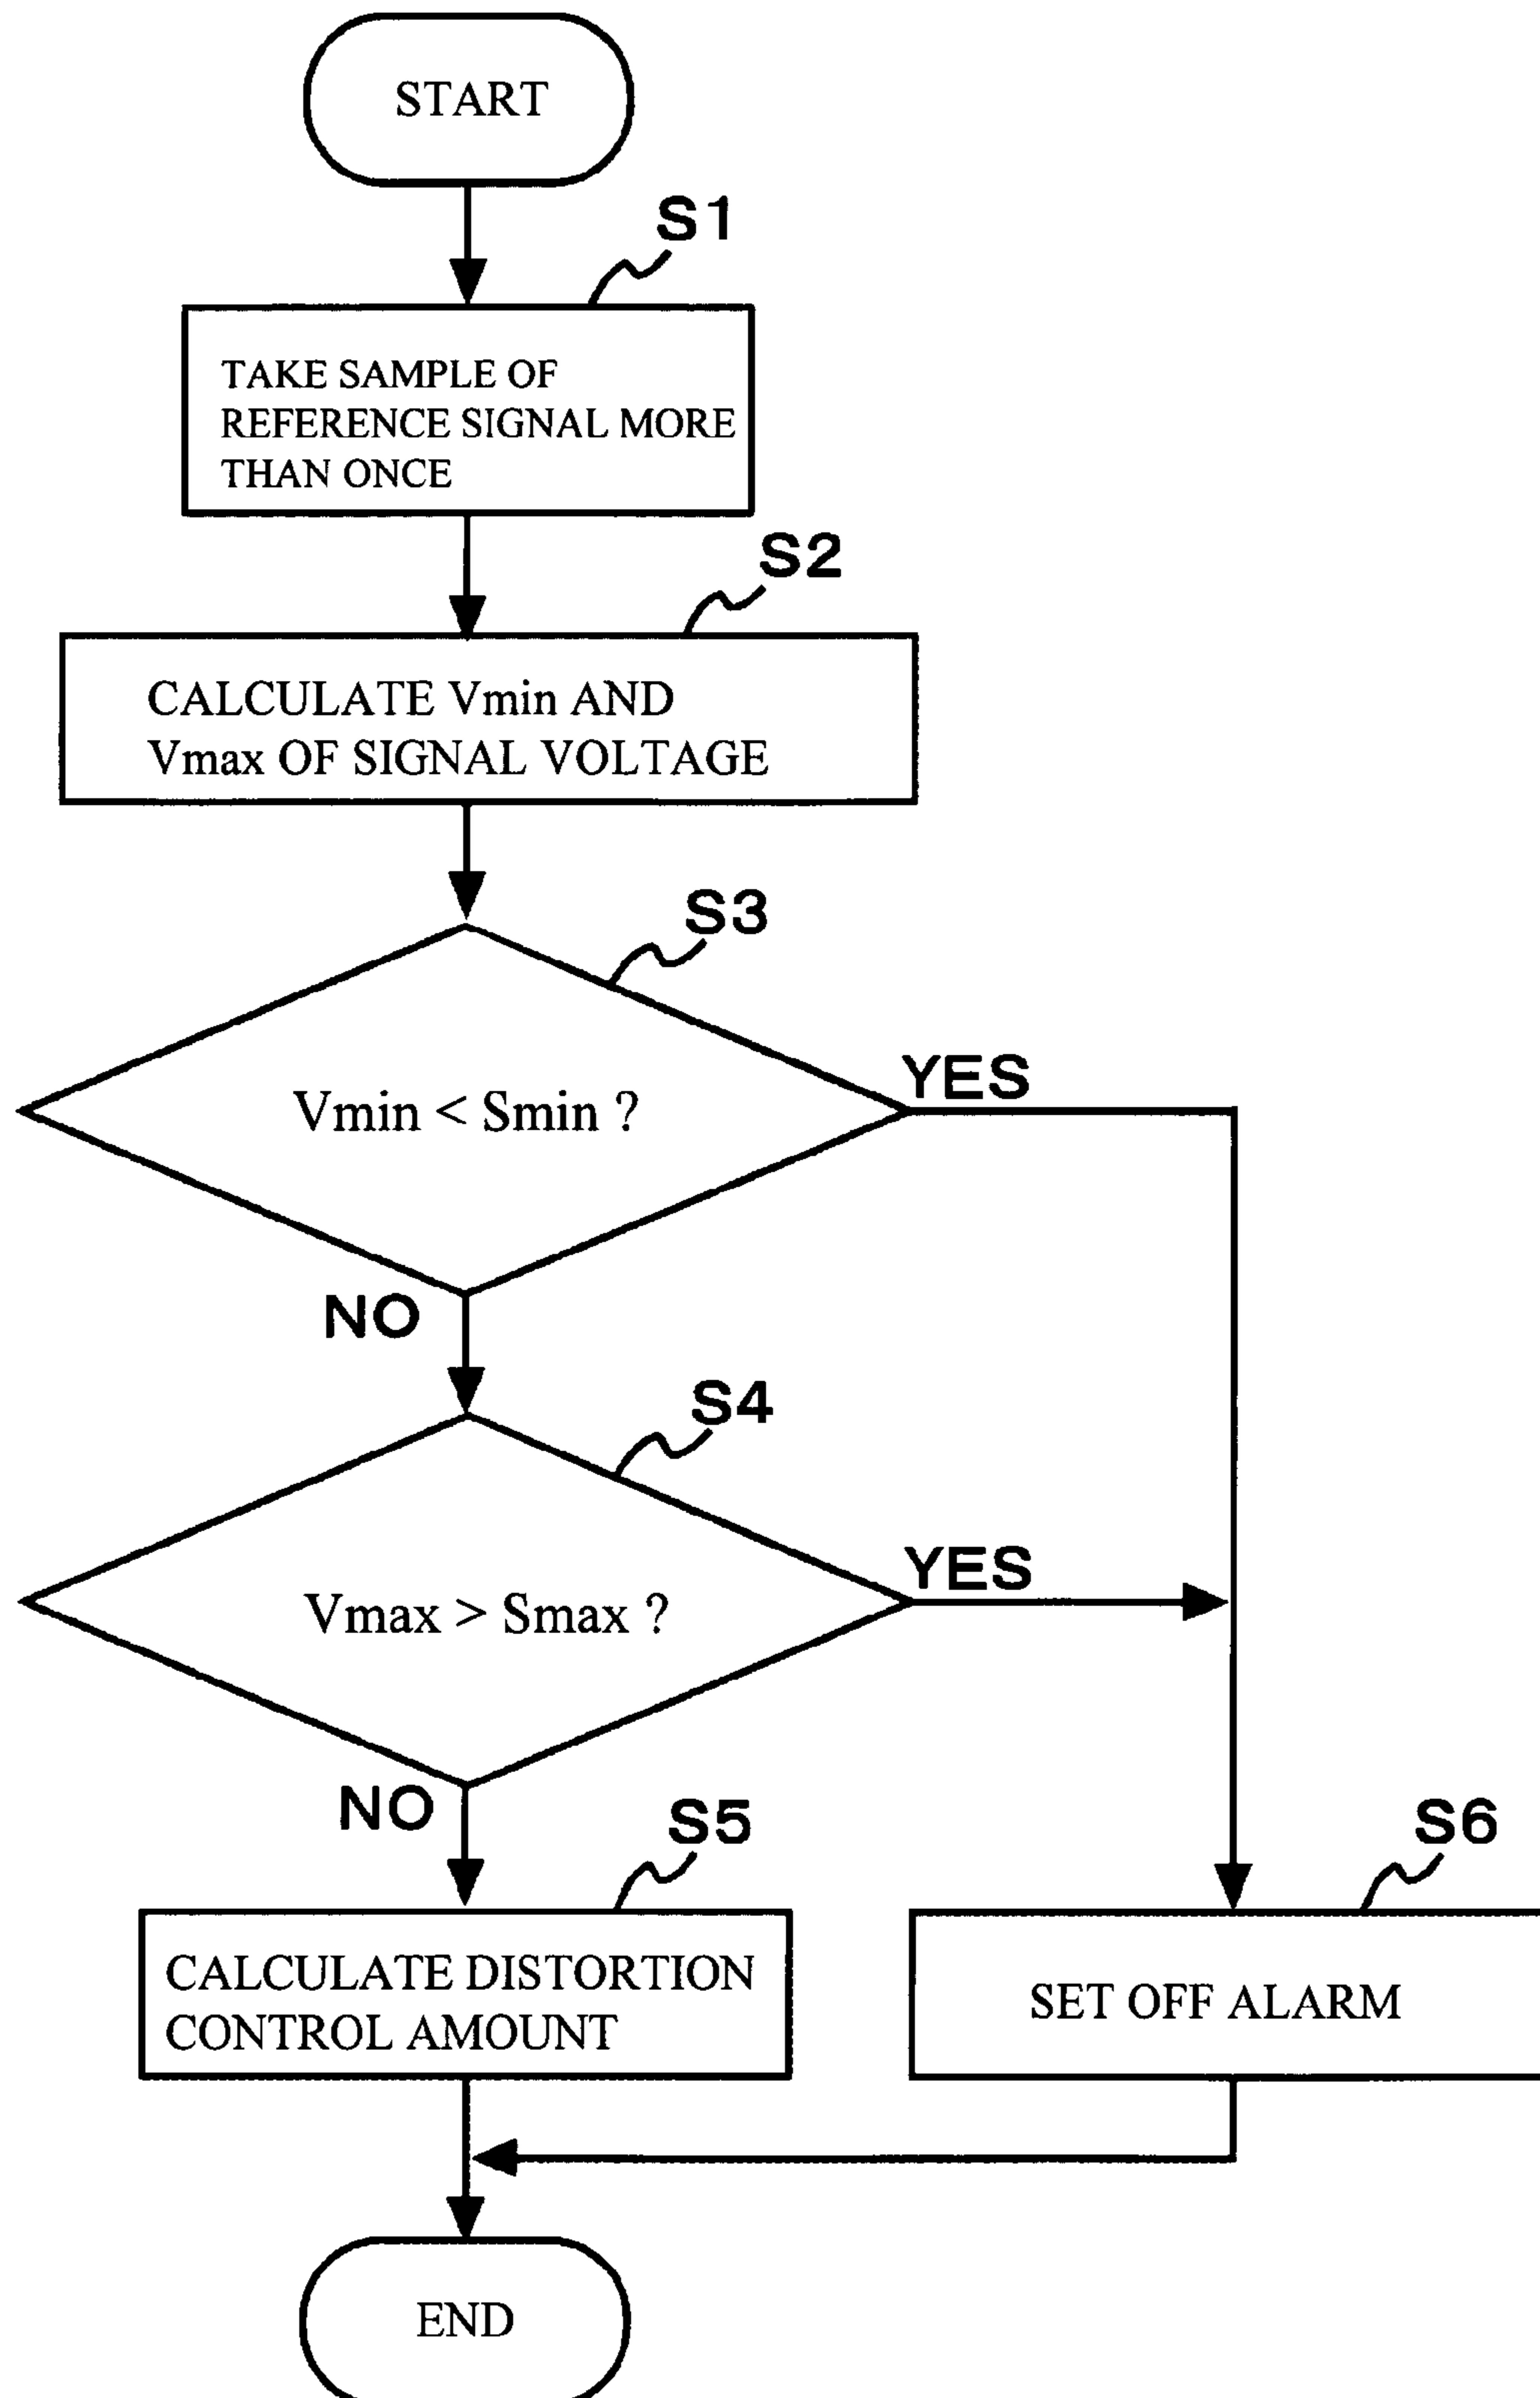 START
S1
TAKE SAMPLE OF
REFERENCE SIGNAL MORE
THAN ONCE
S2
CALCULATE Vmin AND
Vmax OF SIGNAL VOLTAGE
S3
Vmin < Smin ?
YES
NO
S4
Vmax > Smax ?
YES
NO
S5
CALCULATE DISTORTION
CONTROL AMOUNT
S6
SET OFF ALARM
END